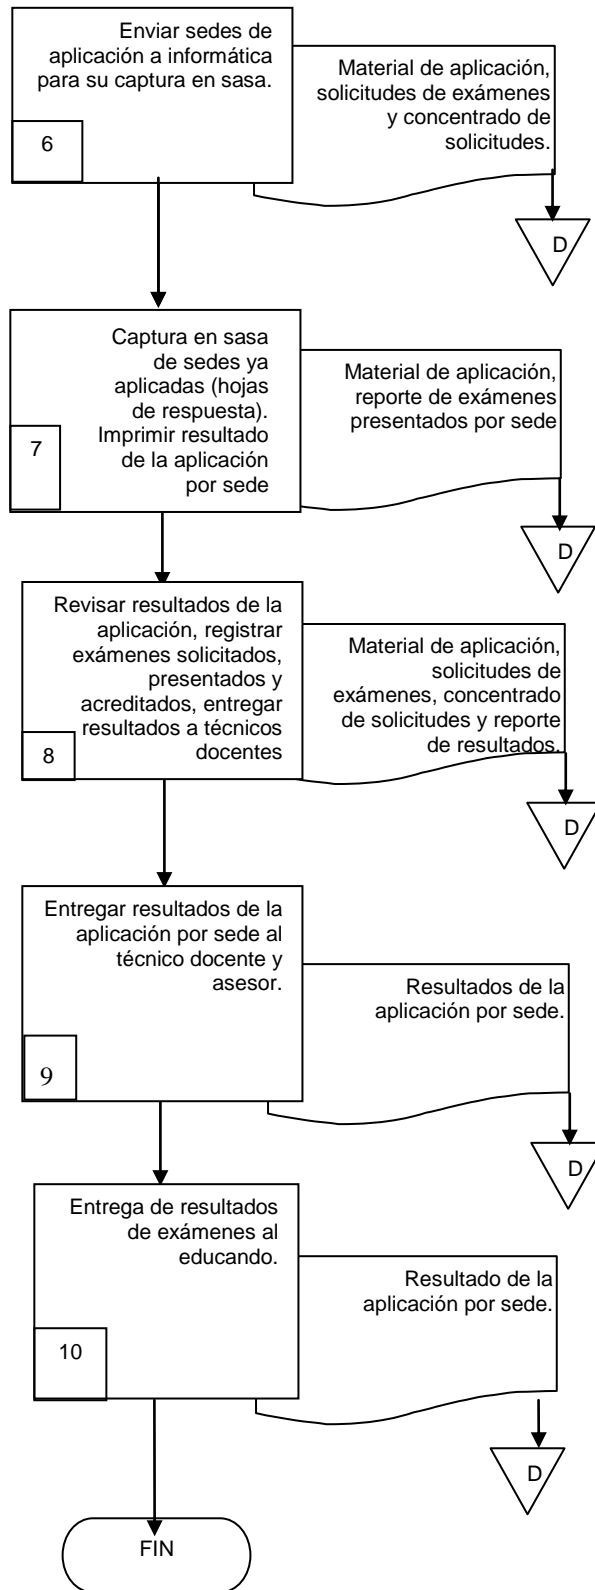 Enviar sedes de
aplicación a informática
para su captura en sasa.
6
Material de aplicación,
solicitudes de exámenes
y concentrado de
solicitudes.
D
Captura en sasa
de sedes ya
aplicadas (hojas
de respuesta).
Imprimir resultado
de la aplicación
por sede
7
Material de aplicación,
reporte de exámenes
presentados por sede
D
Revisar resultados de la
aplicación, registrar
exámenes solicitados,
presentados y
acreditados, entregar
resultados a técnicos
docentes
8
Material de aplicación,
solicitudes de
exámenes, concentrado
de solicitudes y reporte
de resultados.
D
Entregar resultados de la
aplicación por sede al
técnico docente y
asesor.
9
Resultados de la
aplicación por sede.
D
Entrega de resultados
de exámenes al
educando.
10
Resultado de la
aplicación por sede.
D
FIN